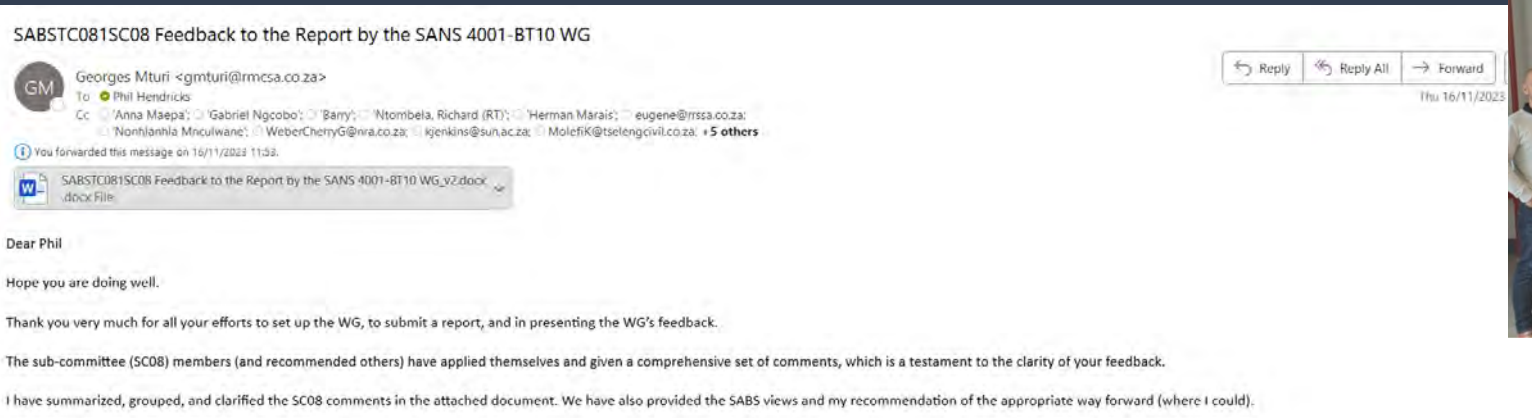 SABSTC081SC08 Feedback to the Report by the SANS 4001-BT10 WG
GM
Georges Mturi <gmturi@rmcsa.co.za>
To Phil Hendricks
Cc 'Anna Maepa'; 'Gabriel Ngcobo'; 'Barry'; 'Ntombela, Richard (RT)'; 'Herman Marais'; eugene@rrssa.co.za;
'Nonhlanhla Mnculwane'; WeberCherryG@nra.co.za; kjenkins@sun.ac.za; MolefiK@tselengcivil.co.za; +5 others
Reply
Reply All
Forward
Thu 16/11/2023
i You forwarded this message on 16/11/2023 11:53.
W
SABSTC081SC08 Feedback to the Report by the SANS 4001-BT10 WG_v2.docx
.docx File
Dear Phil
Hope you are doing well.
Thank you very much for all your efforts to set up the WG, to submit a report, and in presenting the WG's feedback.
The sub-committee (SC08) members (and recommended others) have applied themselves and given a comprehensive set of comments, which is a testament to the clarity of your feedback.
I have summarized, grouped, and clarified the SC08 comments in the attached document. We have also provided the SABS views and my recommendation of the appropriate way forward (where I could).